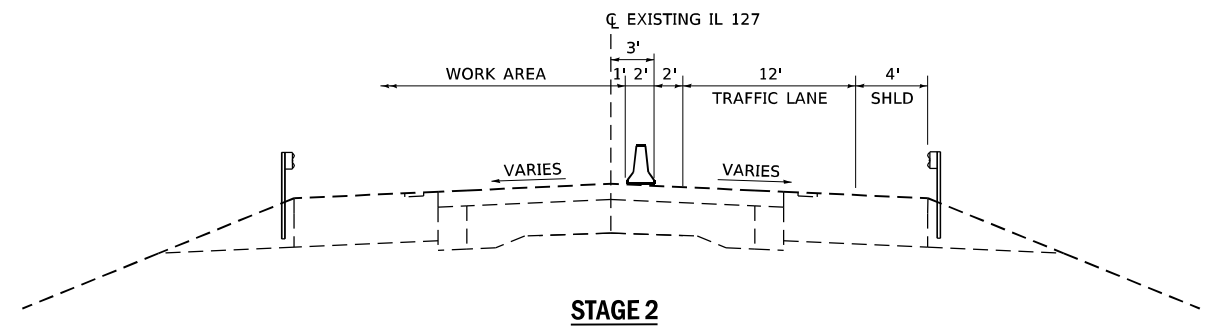 ℄ EXISTING IL 127
3'
WORK AREA 1' 2' 2' 12' 4'
TRAFFIC LANE SHLD
VARIES VARIES
STAGE 2